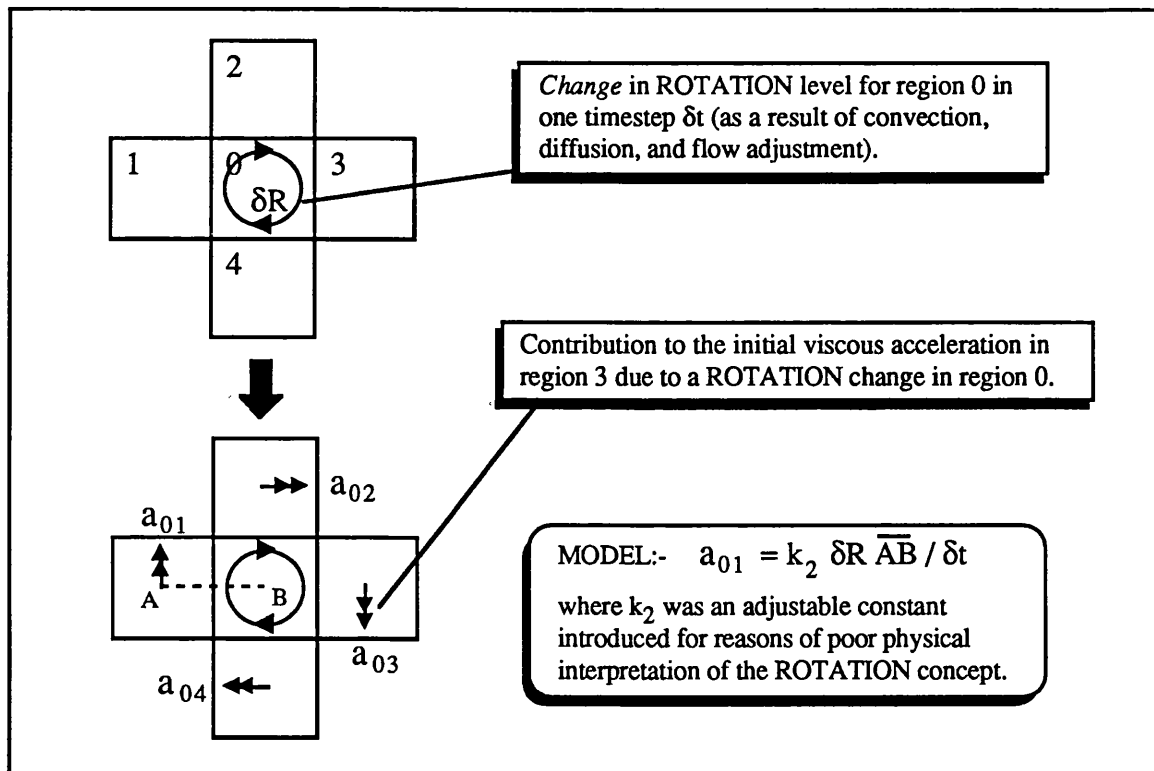 2
1
0
3
δR
4
Change in ROTATION level for region 0 in
one timestep δt (as a result of convection,
diffusion, and flow adjustment).
Contribution to the initial viscous acceleration in
region 3 due to a ROTATION change in region 0.
a₀₂
a₀₁
A
B
a₀₃
a₀₄
MODEL:- a₀₁ = k₂ δR A̅B̅ / δt
where k₂ was an adjustable constant
introduced for reasons of poor physical
interpretation of the ROTATION concept.